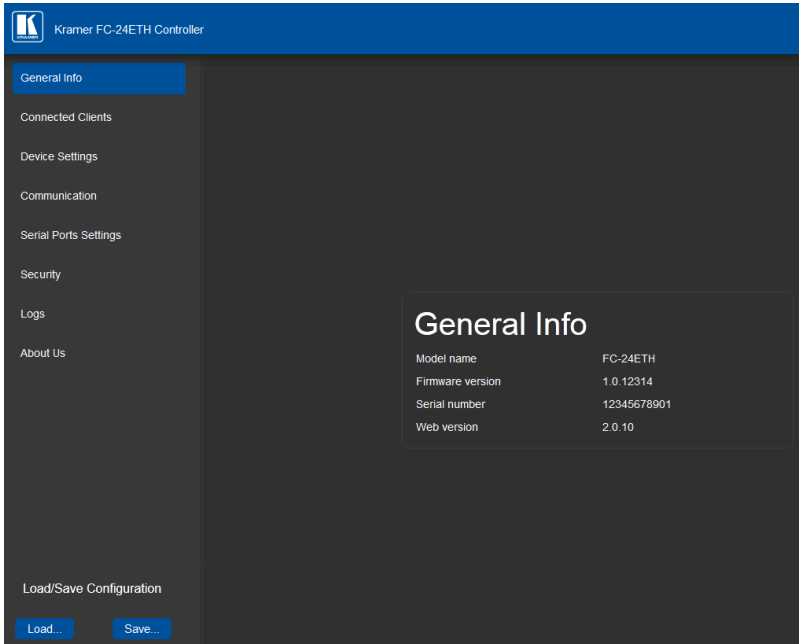 KRAMER
Kramer FC-24ETH Controller
General Info
Connected Clients
Device Settings
Communication
Serial Ports Settings
Security
Logs
About Us
General Info
Model name FC-24ETH
Firmware version 1.0.12314
Serial number 12345678901
Web version 2.0.10
Load/Save Configuration
Load... Save...